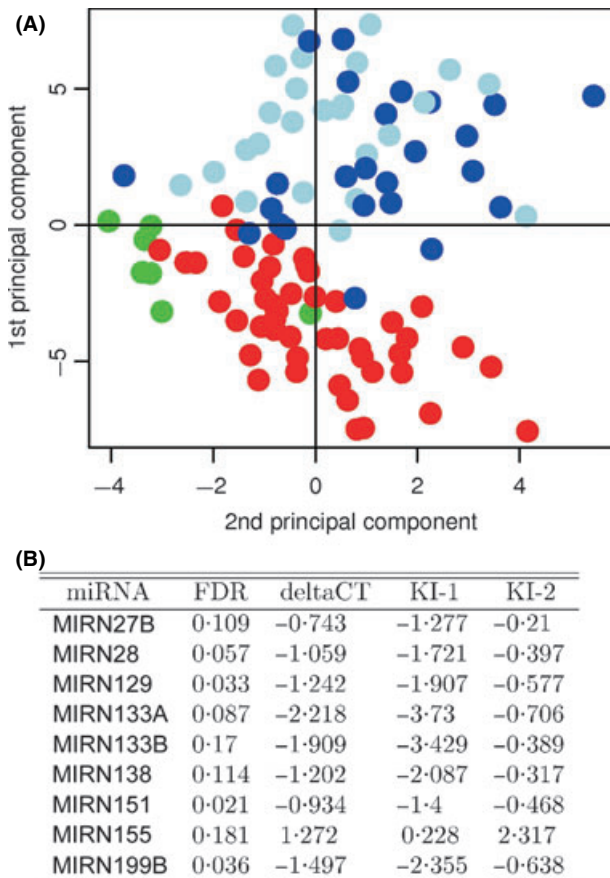 (A)
5
0
−5
1st principal component
−4 −2 0 2 4
2nd principal component
(B)
miRNA FDR deltaCT KI-1 KI-2
MIRN27B 0·109 −0·743 −1·277 −0·21
MIRN28 0·057 −1·059 −1·721 −0·397
MIRN129 0·033 −1·242 −1·907 −0·577
MIRN133A 0·087 −2·218 −3·73 −0·706
MIRN133B 0·17 −1·909 −3·429 −0·389
MIRN138 0·114 −1·202 −2·087 −0·317
MIRN151 0·021 −0·934 −1·4 −0·468
MIRN155 0·181 1·272 0·228 2·317
MIRN199B 0·036 −1·497 −2·355 −0·638